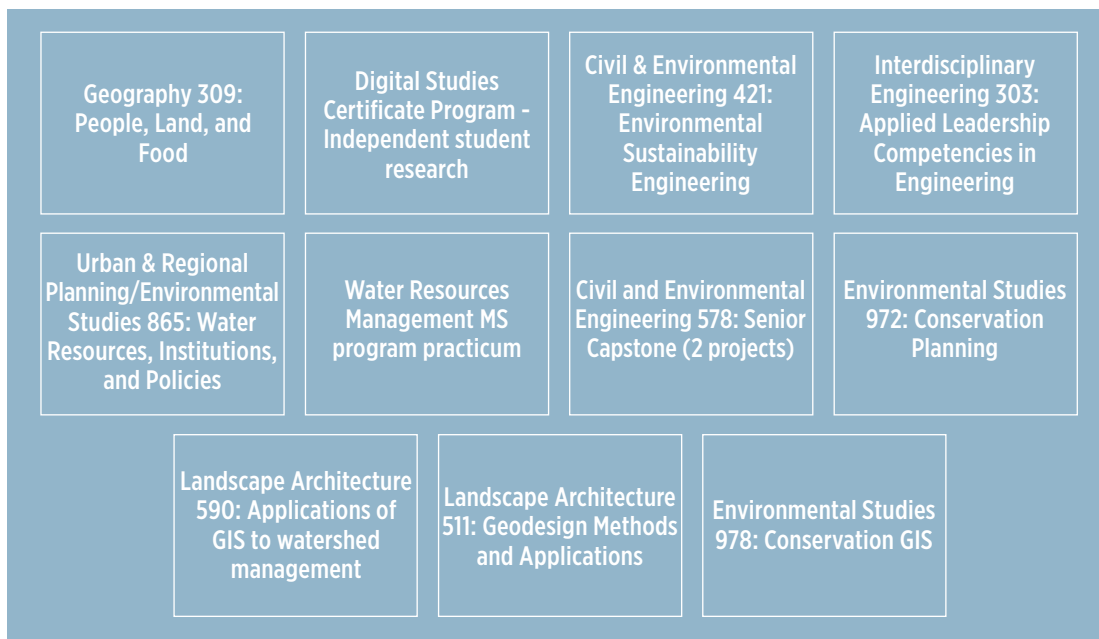 Geography 309:
People, Land, and
Food
Digital Studies
Certificate Program -
Independent student
research
Civil & Environmental
Engineering 421:
Environmental
Sustainability
Engineering
Interdisciplinary
Engineering 303:
Applied Leadership
Competencies in
Engineering
Urban & Regional
Planning/Environmental
Studies 865: Water
Resources, Institutions,
and Policies
Water Resources
Management MS
program practicum
Civil and Environmental
Engineering 578: Senior
Capstone (2 projects)
Environmental Studies
972: Conservation
Planning
Landscape Architecture
590: Applications of
GIS to watershed
management
Landscape Architecture
511: Geodesign Methods
and Applications
Environmental Studies
978: Conservation GIS